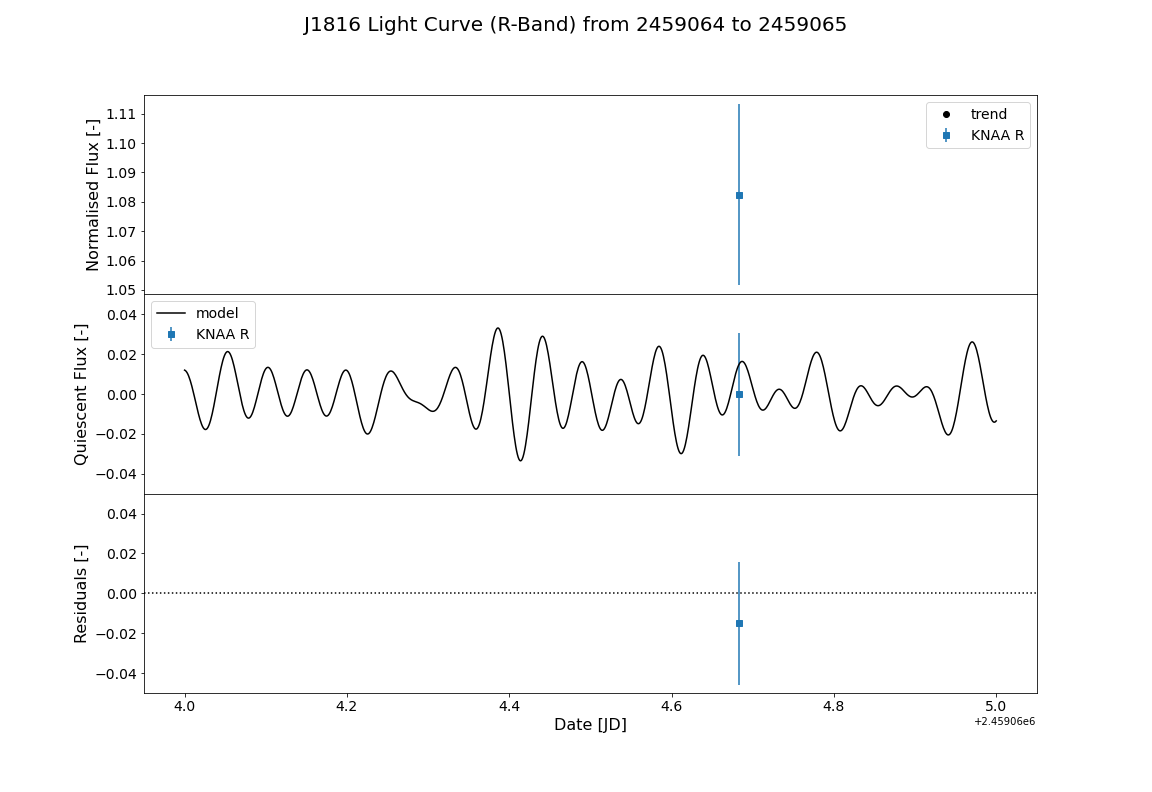 J1816 Light Curve (R-Band) from 2459064 to 2459065
Normalised Flux [-]
1.11
1.10
1.09
1.08
1.07
1.06
1.05
trend
KNAA R
Quiescent Flux [-]
0.04
0.02
0.00
−0.02
−0.04
model
KNAA R
Residuals [-]
0.04
0.02
0.00
−0.02
−0.04
4.0 4.2 4.4 4.6 4.8 5.0
Date [JD]
+2.45906e6